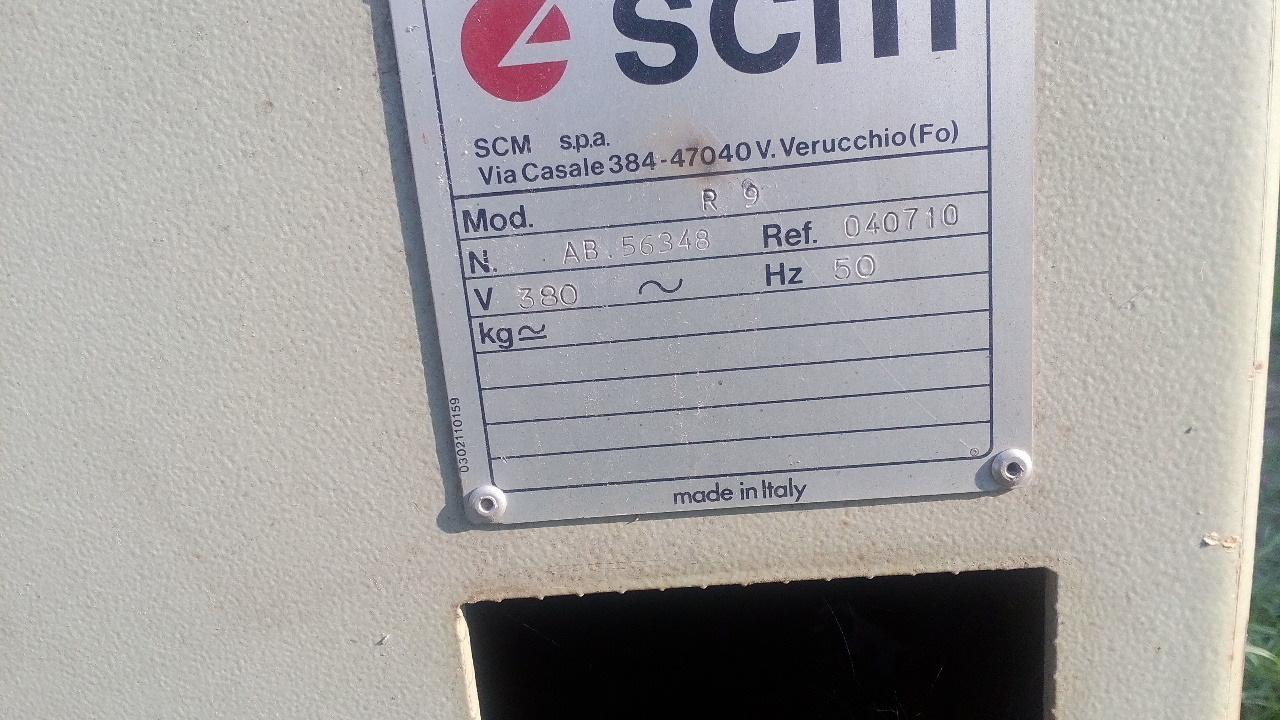 scm
SCM s.p.a.
Via Casale 384-47040 V. Verucchio (Fo)
Mod. R 9
N. AB.56348 Ref. 040710
V 380 ~ Hz 50
kg≃
0302110159
made in Italy